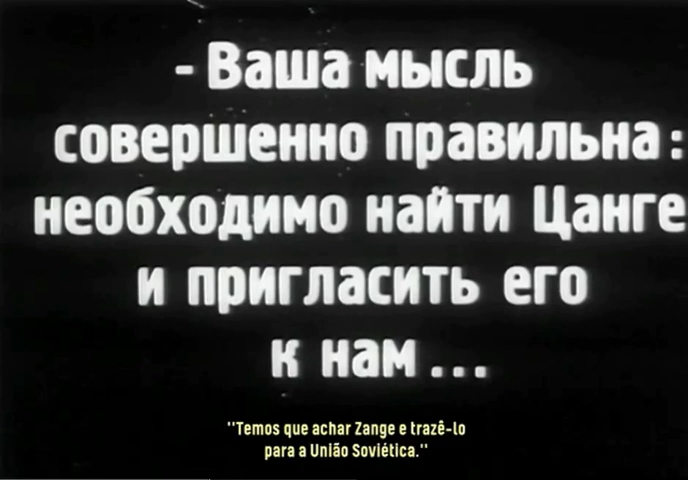 - Ваша мысль
совершенно правильна:
необходимо найти Цанге
и пригласить его
к нам...
"Temos que achar Zange e trazê-lo
para a União Soviética."